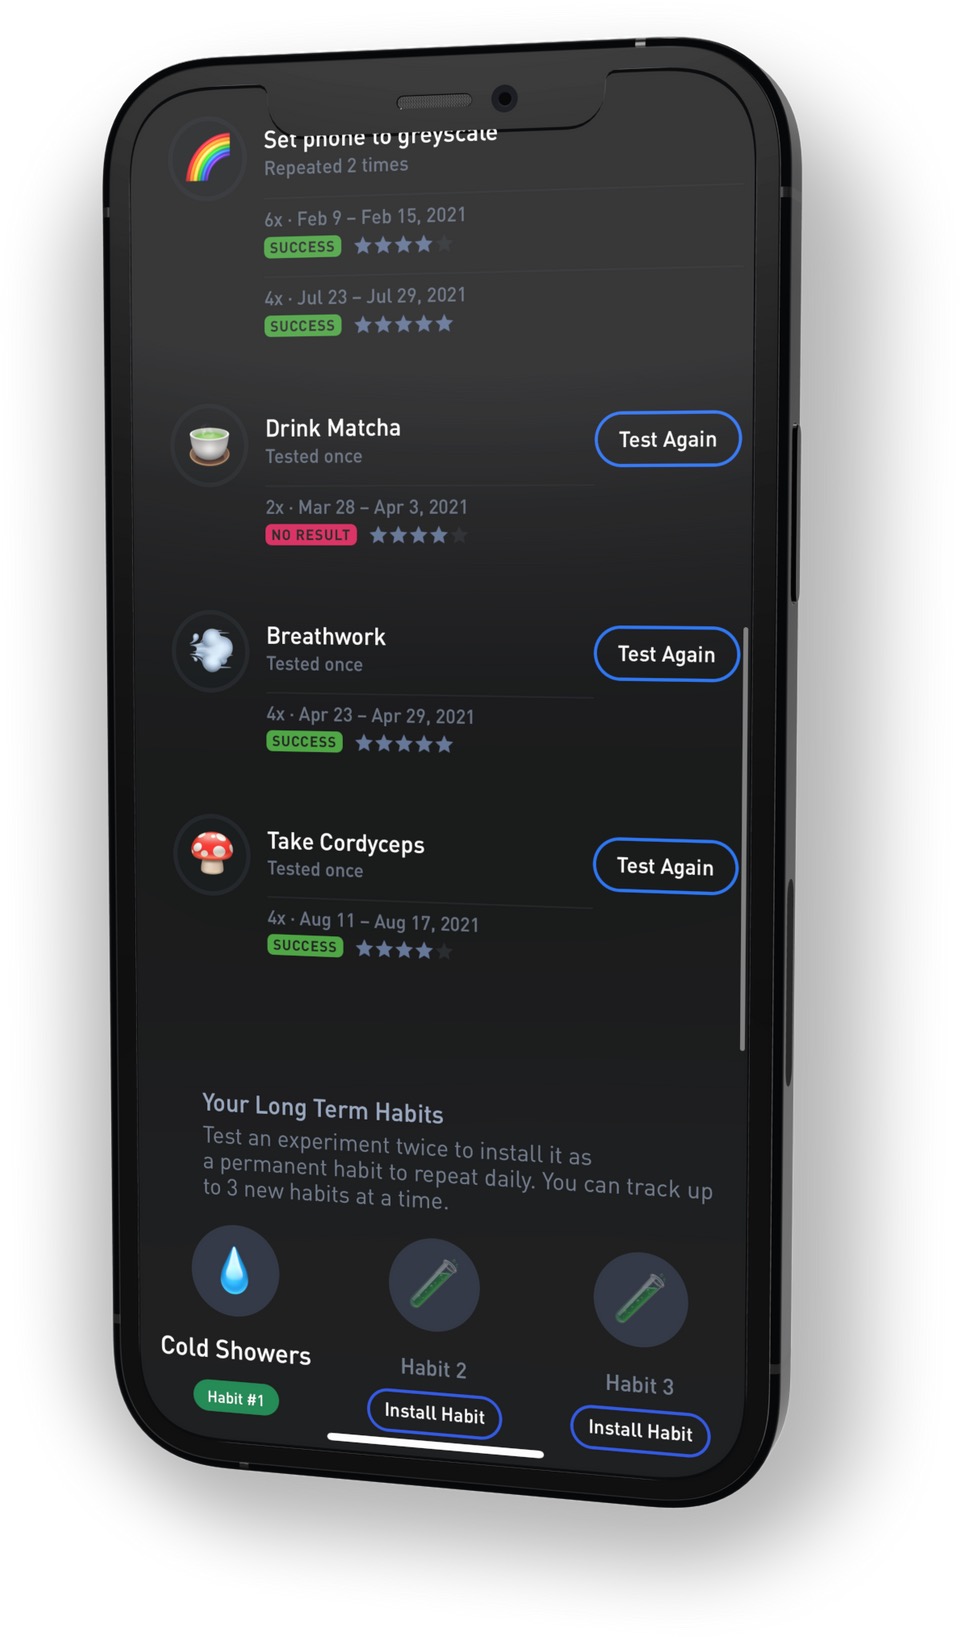 Set phone to greyscale
Repeated 2 times
6x · Feb 9 – Feb 15, 2021
SUCCESS
4x · Jul 23 – Jul 29, 2021
SUCCESS
Drink Matcha
Test Again
Tested once
2x · Mar 28 – Apr 3, 2021
NO RESULT
Breathwork
Test Again
Tested once
4x · Apr 23 – Apr 29, 2021
SUCCESS
Take Cordyceps
Test Again
Tested once
4x · Aug 11 – Aug 17, 2021
SUCCESS
Your Long Term Habits
Test an experiment twice to install it as
a permanent habit to repeat daily. You can track up
to 3 new habits at a time.
Cold Showers
Habit 2
Habit 3
Habit #1
Install Habit
Install Habit